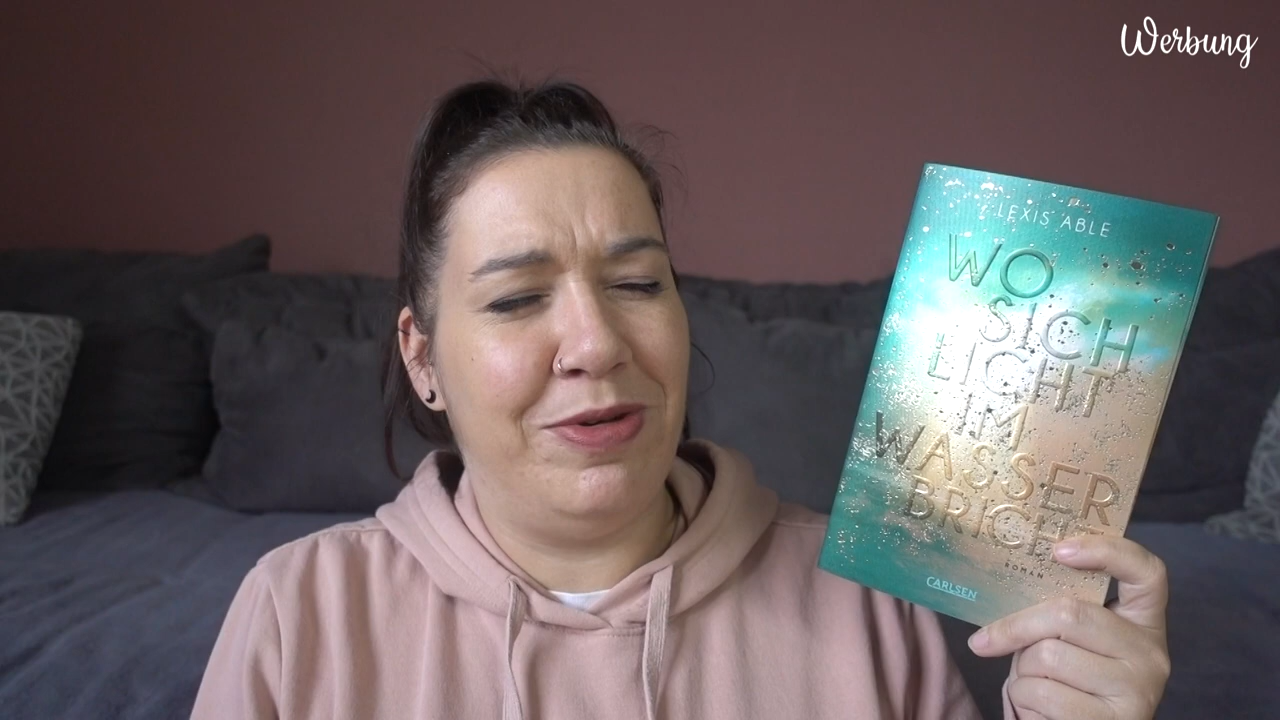 Werbung
LEXIS ABLE
WO
SICH
LICHT
IM
WASSER
BRICHT
ROMAN
CARLSEN